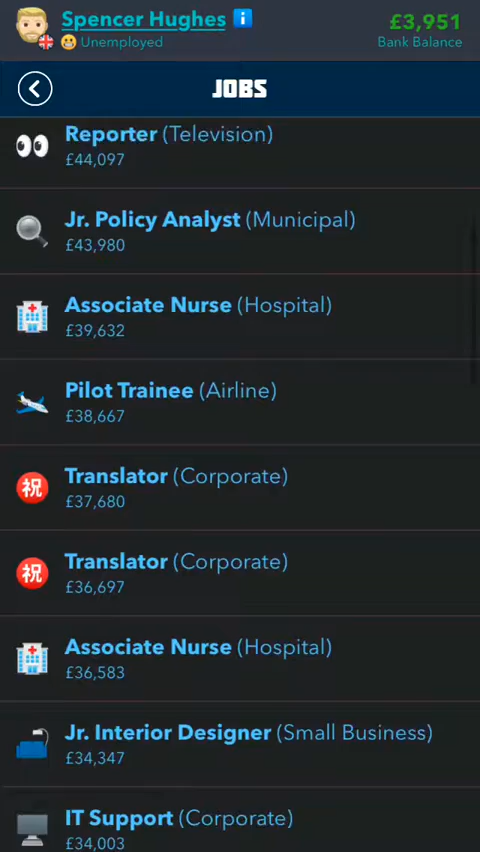 Spencer Hughes i
£3,951
Unemployed
Bank Balance
JOBS
Reporter (Television)
£44,097
Jr. Policy Analyst (Municipal)
£43,980
Associate Nurse (Hospital)
£39,632
Pilot Trainee (Airline)
£38,667
祝 Translator (Corporate)
£37,680
祝 Translator (Corporate)
£36,697
Associate Nurse (Hospital)
£36,583
Jr. Interior Designer (Small Business)
£34,347
IT Support (Corporate)
£34,003